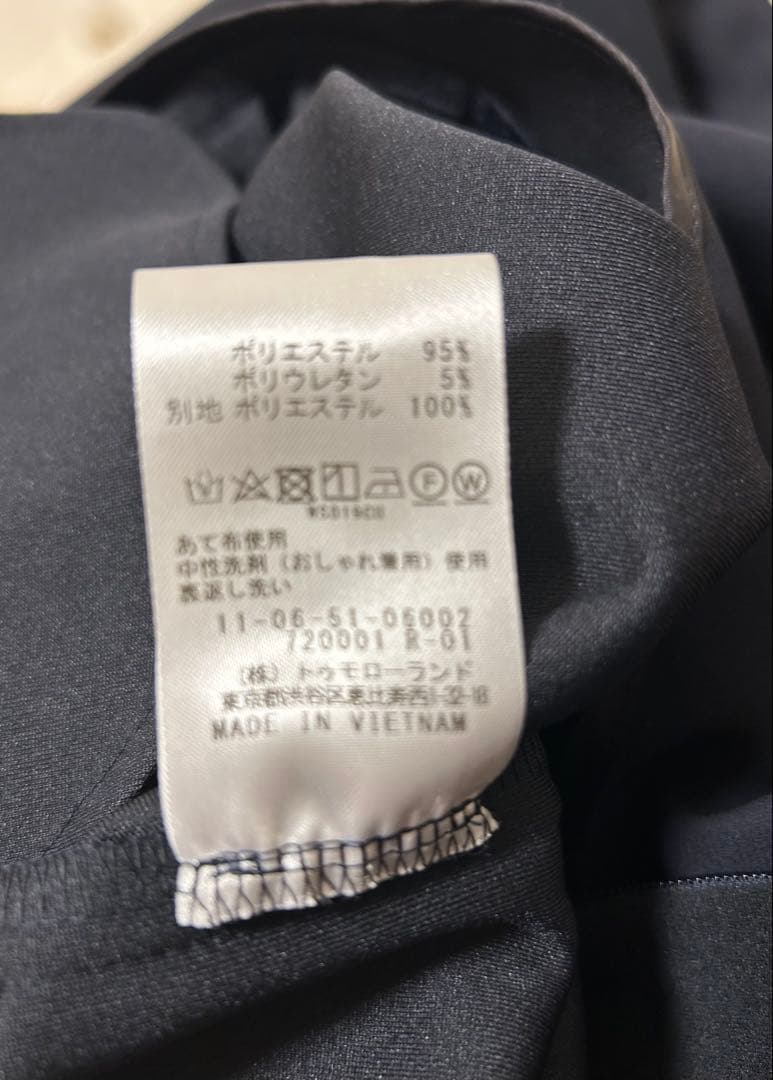 ポリエステル 95%
ポリウレタン 5%
別地 ポリエステル 100%
F W
あて布使用
中性洗剤(おしゃれ着用)使用
裏返し洗い
11-06-51-06002
720001 R-01
(株)トゥモローランド
東京都渋谷区恵比寿西1-32-18
MADE IN VIETNAM